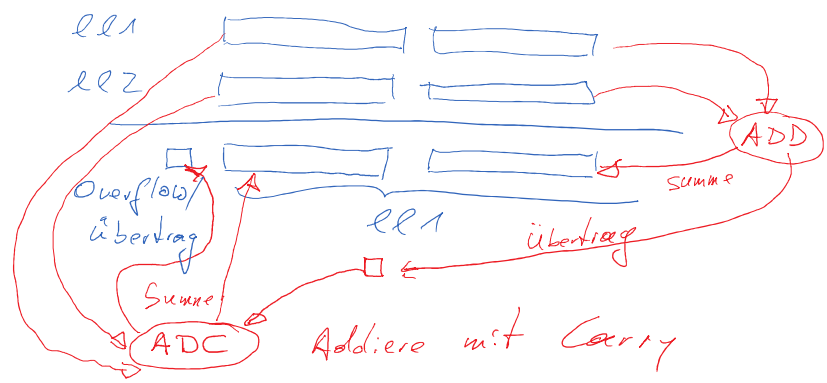 ll1
ll2
ADD
Overflow/
übertrag
summe
ll1
übertrag
Summe
ADC
Addiere mit Carry